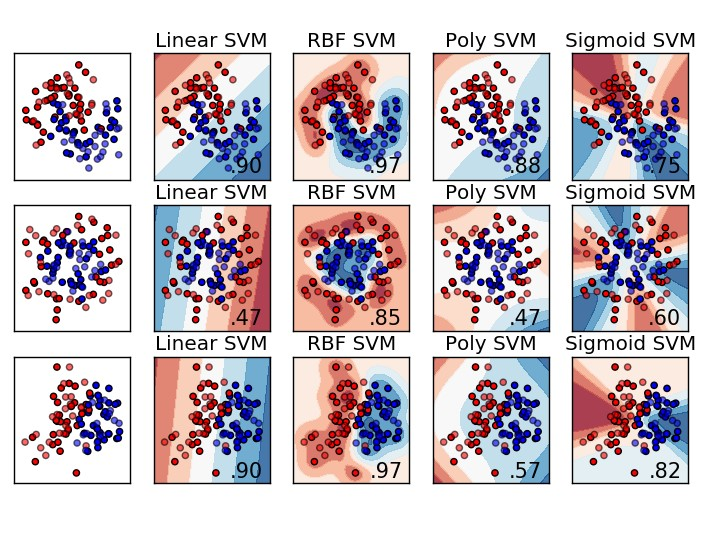 Linear SVM RBF SVM Poly SVM Sigmoid SVM
.90 .97 .88 .75
Linear SVM RBF SVM Poly SVM Sigmoid SVM
.47 .85 .47 .60
Linear SVM RBF SVM Poly SVM Sigmoid SVM
.90 .97 .57 .82